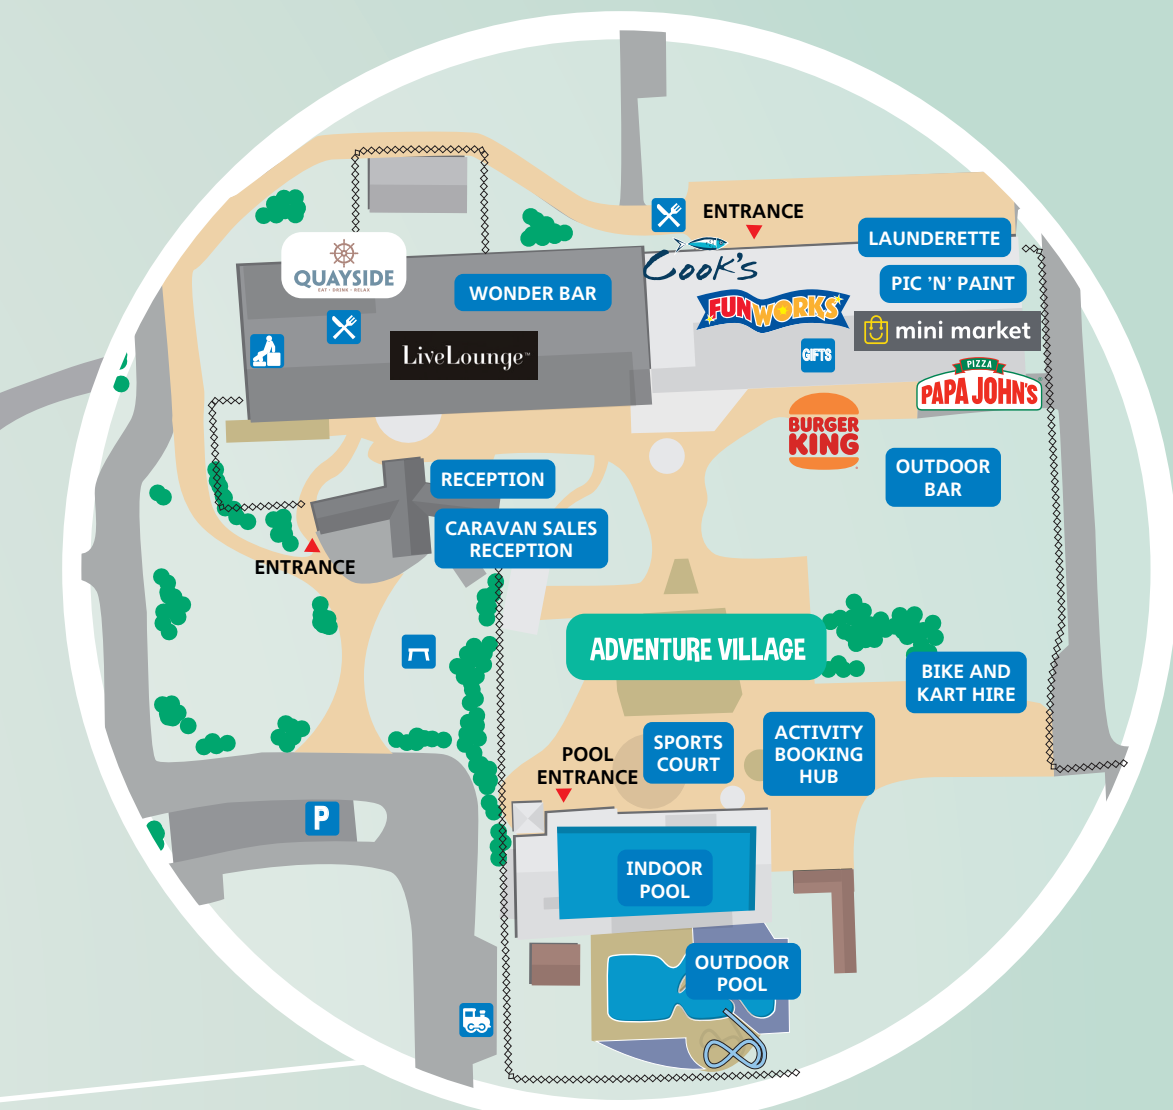 ENTRANCE
LAUNDERETTE
QUAYSIDE
EAT • DRINK • RELAX
COOK'S
PIC 'N' PAINT
WONDER BAR
FUNWORKS
mini market
LiveLounge™
GIFTS
PIZZA
PAPA JOHN'S
BURGER
KING
OUTDOOR
BAR
RECEPTION
CARAVAN SALES
RECEPTION
ENTRANCE
ADVENTURE VILLAGE
BIKE AND
KART HIRE
SPORTS
COURT
ACTIVITY
BOOKING
HUB
POOL
ENTRANCE
P
INDOOR
POOL
OUTDOOR
POOL